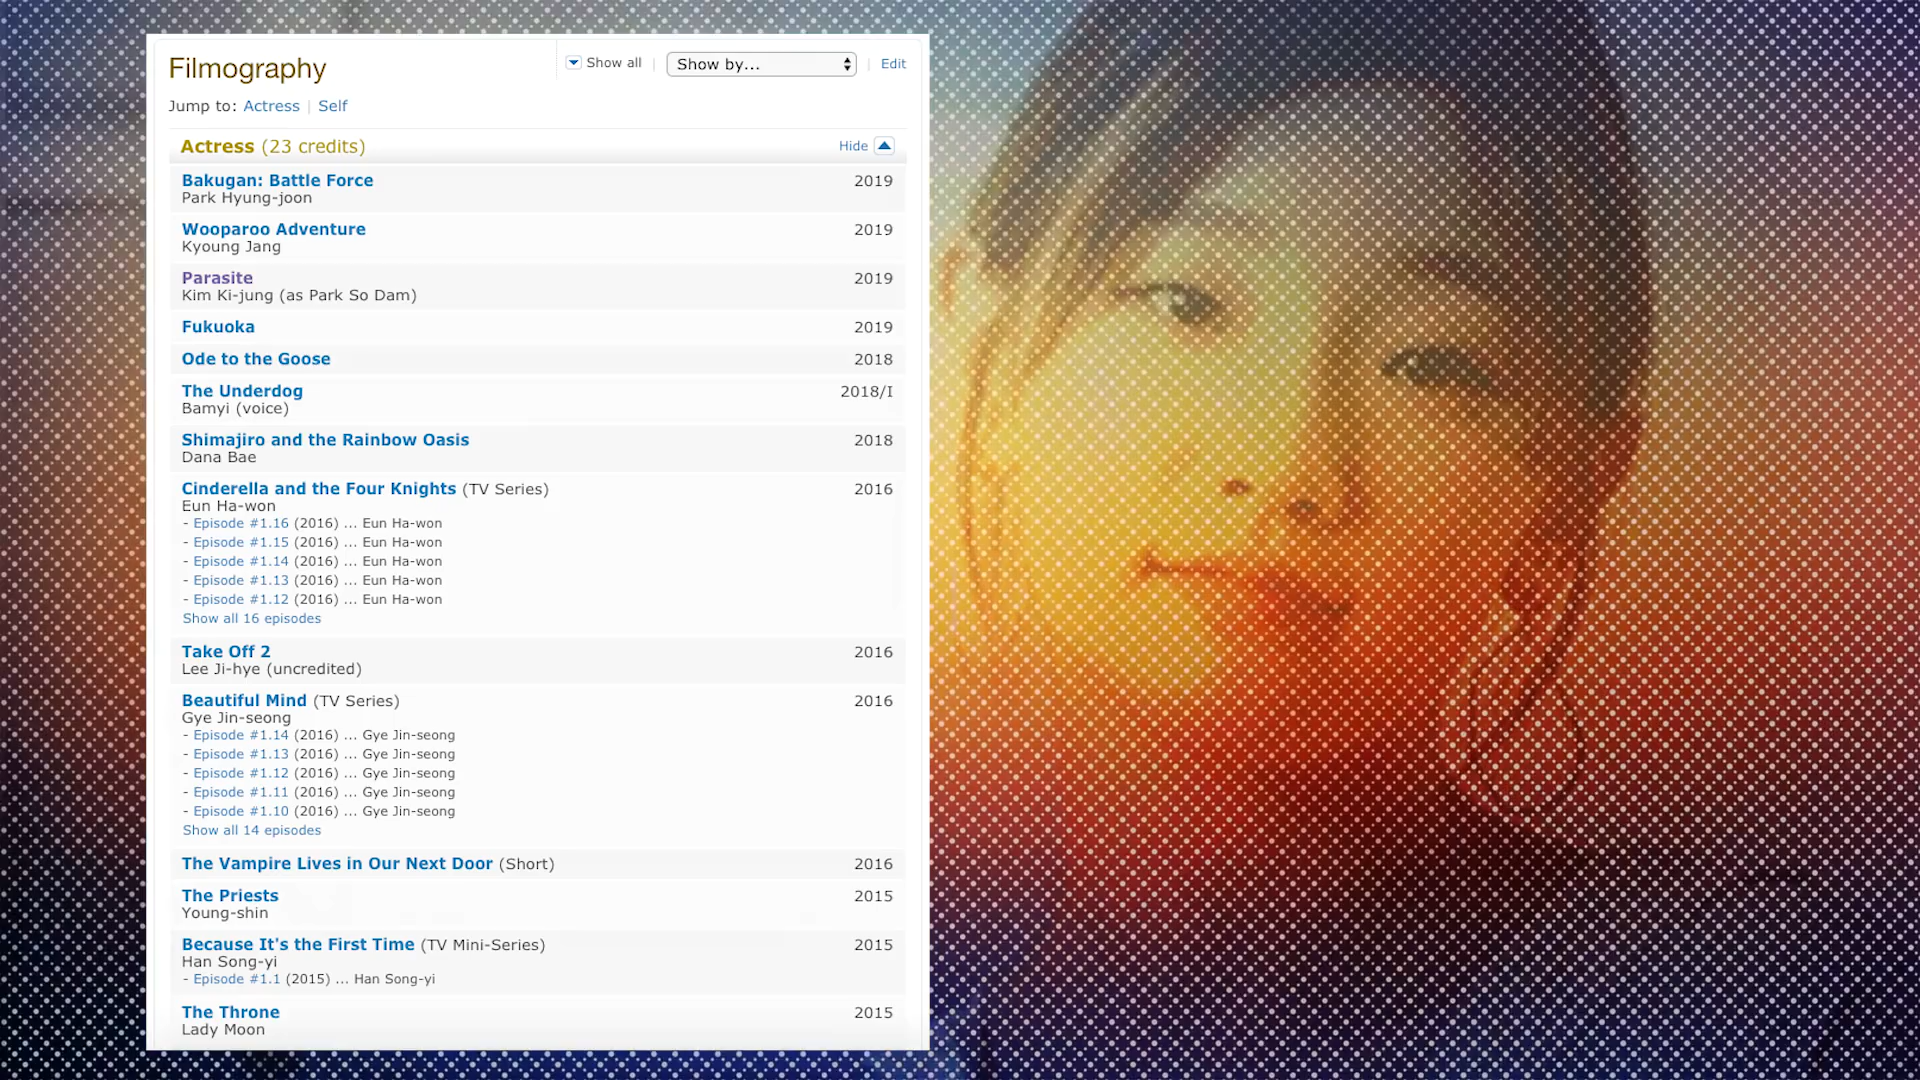 Filmography
Show all | Show by... | Edit
Jump to: Actress | Self
Actress (23 credits) Hide
Bakugan: Battle Force 2019
Park Hyung-joon
Wooparoo Adventure 2019
Kyoung Jang
Parasite 2019
Kim Ki-jung (as Park So Dam)
Fukuoka 2019
Ode to the Goose 2018
The Underdog 2018/I
Bamyi (voice)
Shimajiro and the Rainbow Oasis 2018
Dana Bae
Cinderella and the Four Knights (TV Series) 2016
Eun Ha-won
- Episode #1.16 (2016) ... Eun Ha-won
- Episode #1.15 (2016) ... Eun Ha-won
- Episode #1.14 (2016) ... Eun Ha-won
- Episode #1.13 (2016) ... Eun Ha-won
- Episode #1.12 (2016) ... Eun Ha-won
Show all 16 episodes
Take Off 2 2016
Lee Ji-hye (uncredited)
Beautiful Mind (TV Series) 2016
Gye Jin-seong
- Episode #1.14 (2016) ... Gye Jin-seong
- Episode #1.13 (2016) ... Gye Jin-seong
- Episode #1.12 (2016) ... Gye Jin-seong
- Episode #1.11 (2016) ... Gye Jin-seong
- Episode #1.10 (2016) ... Gye Jin-seong
Show all 14 episodes
The Vampire Lives in Our Next Door (Short) 2016
The Priests 2015
Young-shin
Because It's the First Time (TV Mini-Series) 2015
Han Song-yi
- Episode #1.1 (2015) ... Han Song-yi
The Throne 2015
Lady Moon